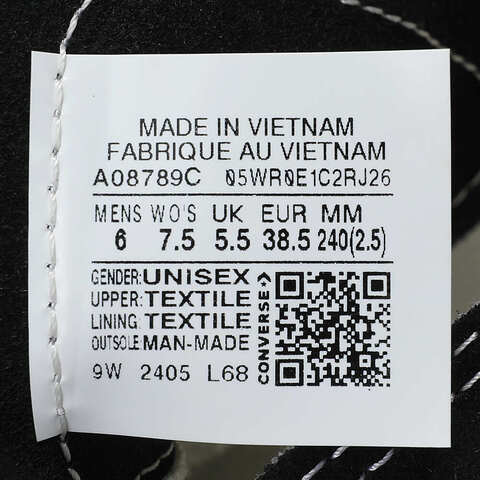 MADE IN VIETNAM
FABRIQUE AU VIETNAM
A08789C 05WR0E1C2RJ26
MENS WO'S UK EUR MM
6 7.5 5.5 38.5 240(2.5)
GENDER: UNISEX
UPPER: TEXTILE
LINING: TEXTILE
OUTSOLE: MAN-MADE
9W 2405 L68
CONVERSE